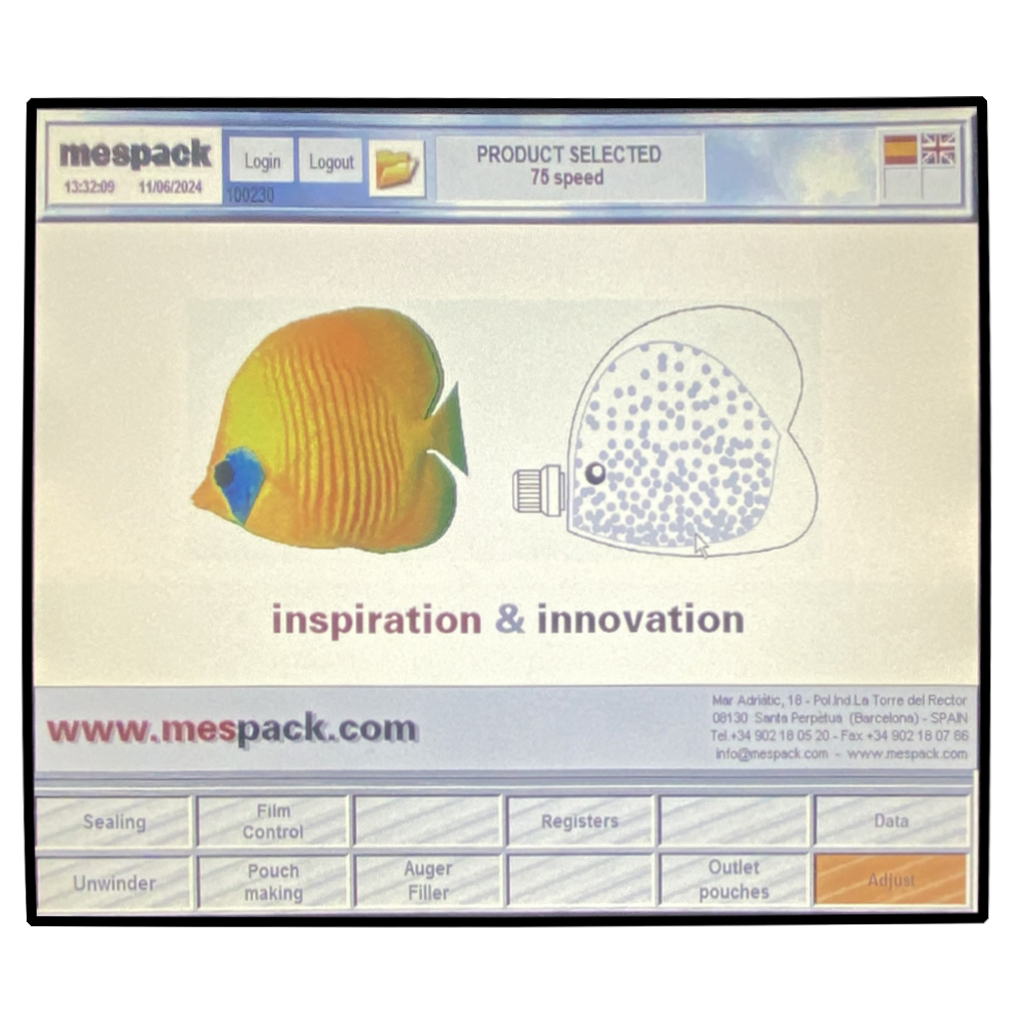 mespack
13:32:09 11/06/2024
Login
Logout
100230
PRODUCT SELECTED
75 speed
inspiration & innovation
www.mespack.com
Mar Adriàtic, 18 - Pol.Ind.La Torre del Rector
08130 Santa Perpètua (Barcelona) - SPAIN
Tel.+34 902 18 05 20 - Fax +34 902 18 07 86
info@mespack.com - www.mespack.com
Sealing
Film
Control
Registers
Data
Unwinder
Pouch
making
Auger
Filler
Outlet
pouches
Adjust